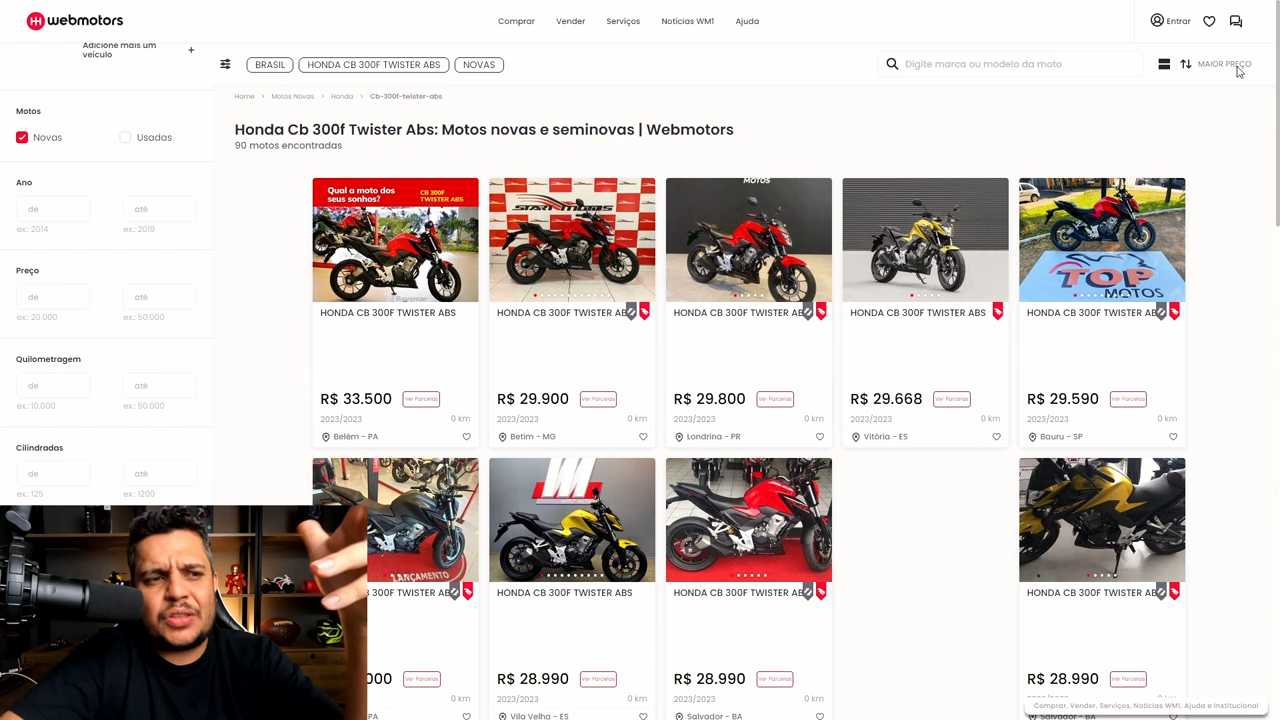 webmotors
Comprar
Vender
Serviços
Notícias WM1
Ajuda
Entrar
Adicione mais um
veículo
+
BRASIL
HONDA CB 300F TWISTER ABS
NOVAS
Digite marca ou modelo da moto
MAIOR PREÇO
Home > Motos Novas > Honda > Cb-300f-twister-abs
Honda Cb 300f Twister Abs: Motos novas e seminovas | Webmotors
90 motos encontradas
Motos
Novas
Usadas
Ano
de
até
ex.: 2014
ex.: 2019
Preço
de
até
ex.: 20.000
ex.: 50.000
Quilometragem
de
até
ex.: 10.000
ex.: 50.000
Cilindradas
de
até
ex.: 125
ex.: 1200
Qual a moto dos
seus sonhos?
CB 300F
TWISTER ABS
HONDA CB 300F TWISTER ABS
R$ 33.500
Ver Parcelas
2023/2023
0 km
Belém - PA
HONDA CB 300F TWISTER AB
R$ 29.900
Ver Parcelas
2023/2023
0 km
Betim - MG
MOTOS
HONDA CB 300F TWISTER AB
R$ 29.800
Ver Parcelas
2023/2023
0 km
Londrina - PR
HONDA CB 300F TWISTER ABS
R$ 29.668
Ver Parcelas
2023/2023
0 km
Vitória - ES
TOP
MOTOS
HONDA CB 300F TWISTER AB
R$ 29.590
Ver Parcelas
2023/2023
0 km
Bauru - SP
LANÇAMENTO
3 300F TWISTER AB
000
Ver Parcelas
0 km
PA
HONDA CB 300F TWISTER ABS
R$ 28.990
Ver Parcelas
2023/2023
0 km
Vila Velha - ES
HONDA CB 300F TWISTER AB
R$ 28.990
Ver Parcelas
2023/2023
0 km
Salvador - BA
HONDA CB 300F TWISTER AB
R$ 28.990
Ver Parcelas
Salvador - BA
Comprar, Vender, Serviços, Notícias WM1, Ajuda e Institucional